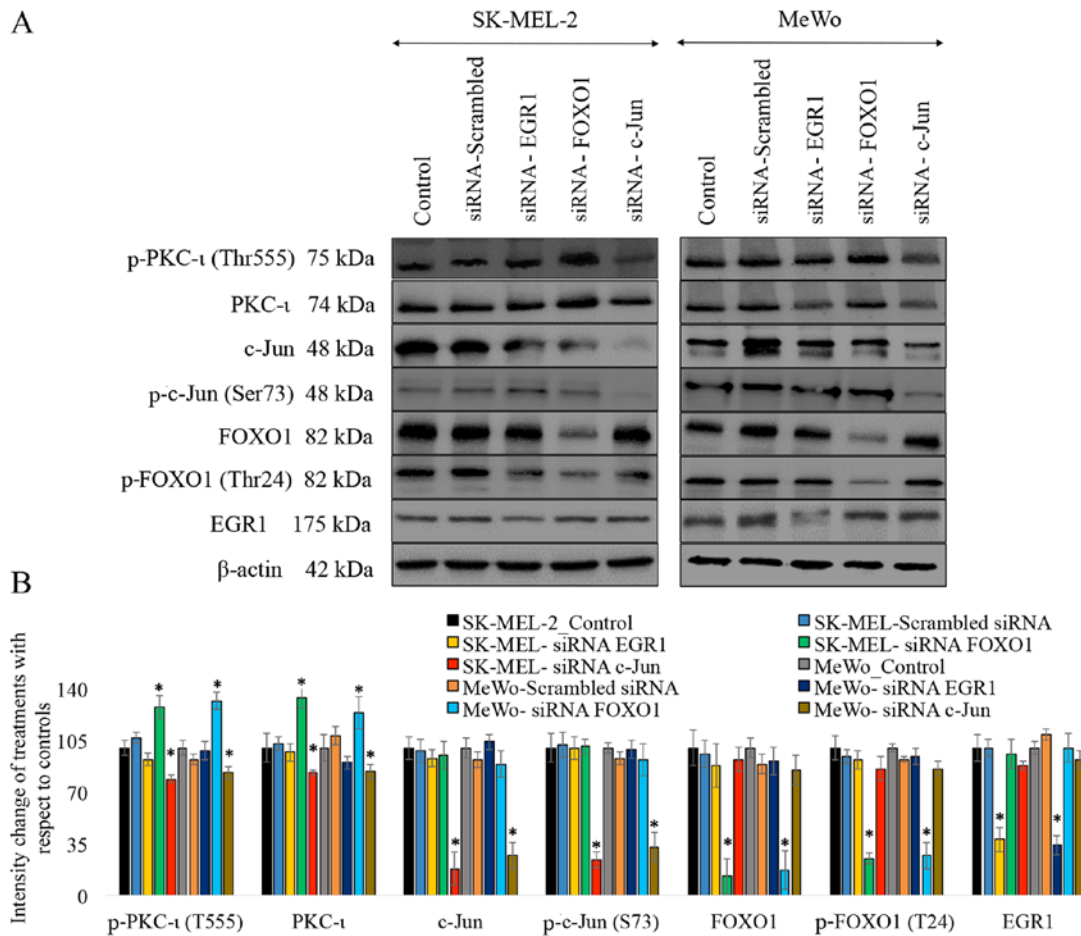 A
SK-MEL-2
MeWo
Control
siRNA-Scrambled
siRNA- EGR1
siRNA- FOXO1
siRNA- c-Jun
Control
siRNA-Scrambled
siRNA- EGR1
siRNA- FOXO1
siRNA- c-Jun
p-PKC-ι (Thr555) 75 kDa
PKC-ι 74 kDa
c-Jun 48 kDa
p-c-Jun (Ser73) 48 kDa
FOXO1 82 kDa
p-FOXO1 (Thr24) 82 kDa
EGR1 175 kDa
β-actin 42 kDa
B
SK-MEL-2_Control
SK-MEL-Scrambled siRNA
SK-MEL- siRNA EGR1
SK-MEL- siRNA FOXO1
SK-MEL- siRNA c-Jun
MeWo_Control
MeWo-Scrambled siRNA
MeWo- siRNA EGR1
MeWo- siRNA FOXO1
MeWo- siRNA c-Jun
Intensity change of treatments with
respect to controls
140
105
70
35
0
* * * *
* * * *
* *
* *
* *
* *
* *
p-PKC-ι (T555) PKC-ι c-Jun p-c-Jun (S73) FOXO1 p-FOXO1 (T24) EGR1